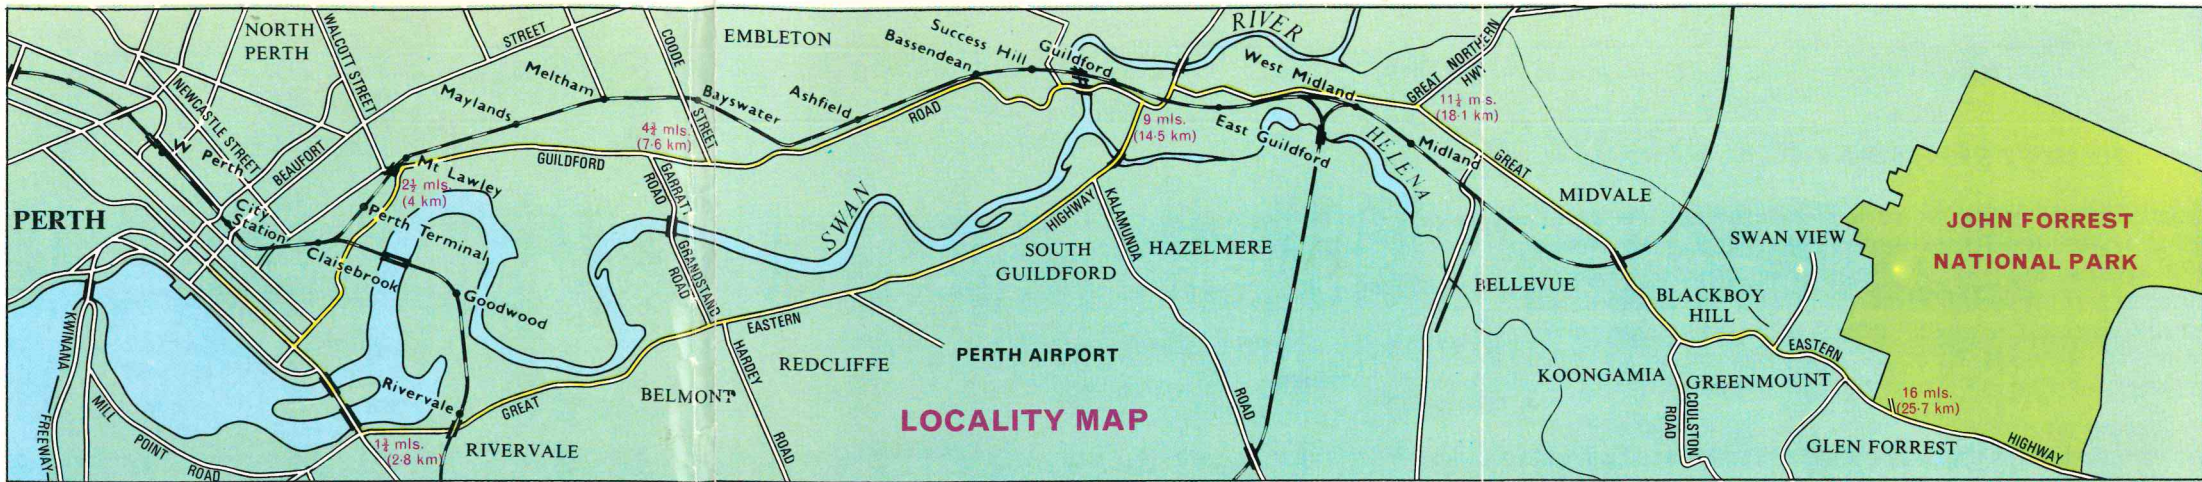 NORTH
PERTH
WALCOTT STREET
NEWCASTLE STREET
W. Perth
BEAUFORT
STREET
PERTH
City
Station
Mt Lawley
2½ mls.
(4 km)
Perth Terminal
Claisebrook
Goodwood
Rivervale
KWINANA
FREEWAY
MILL
POINT
ROAD
1¾ mls.
(2·8 km)
RIVERVALE
Maylands
Meltham
COODE
STREET
EMBLETON
Bayswater
Ashfield
Bassendean
Success Hill
Guildford
4¾ mls.
(7·6 km)
GUILDFORD
ROAD
GARRATT
ROAD
GRANDSTAND
ROAD
SWAN
RIVER
GREAT
EASTERN
HIGHWAY
BELMONT
HARDEY
ROAD
REDCLIFFE
PERTH AIRPORT
LOCALITY MAP
9 mls.
(14·5 km)
East Guildford
West Midland
HELENA
Midland
GREAT NORTHERN
HWY
11¼ mls.
(18·1 km)
GREAT
SOUTH
GUILDFORD
KALAMUNDA
ROAD
HAZELMERE
MIDVALE
BELLEVUE
SWAN VIEW
BLACKBOY
HILL
KOONGAMIA
COULSTON
ROAD
GREENMOUNT
EASTERN
HIGHWAY
16 mls.
(25·7 km)
GLEN FORREST
JOHN FORREST
NATIONAL PARK